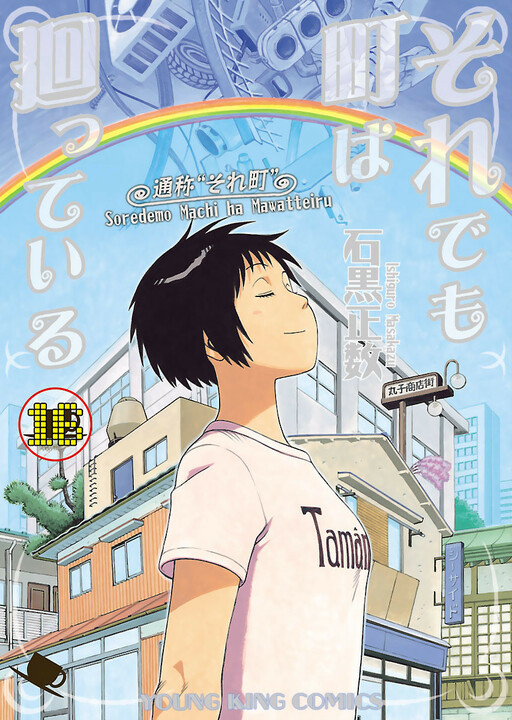 それでも
町は
廻っている
通称“それ町”
Soredemo Machi ha Mawatteiru
石黒正数
Ishiguro Masakazu
16
丸子商店街
Tamân
シーサイド
YOUNG KING COMICS